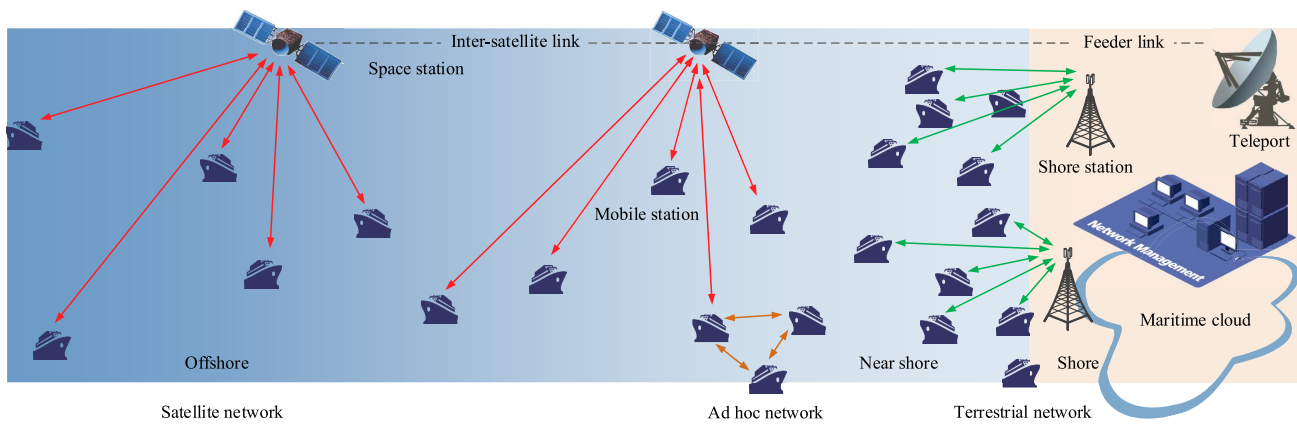 Inter-satellite link
Feeder link
Space station
Teleport
Shore station
Mobile station
Network Management
Maritime cloud
Offshore
Near shore
Shore
Satellite network
Ad hoc network
Terrestrial network